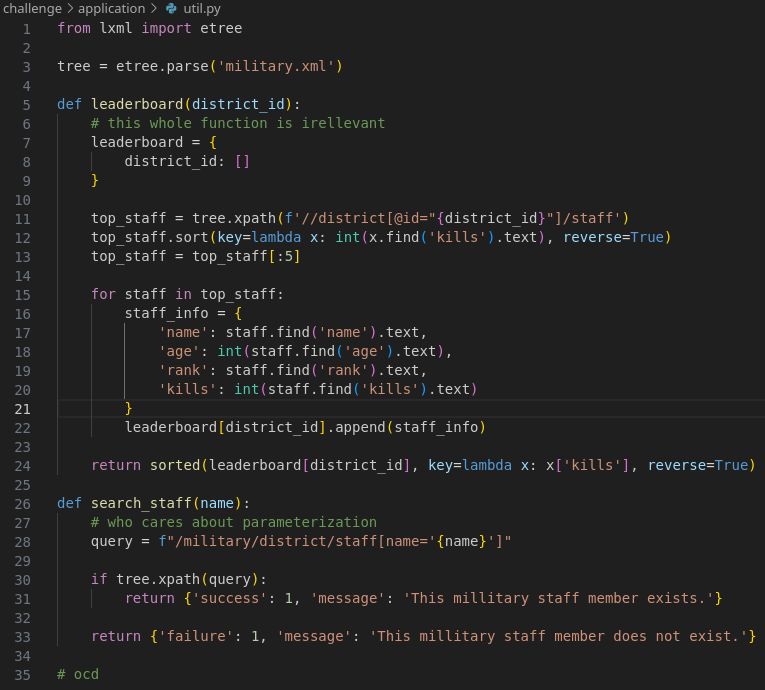 challenge > application > util.py
1 from lxml import etree
2
3 tree = etree.parse('military.xml')
4
5 def leaderboard(district_id):
6     # this whole function is irellevant
7     leaderboard = {
8         district_id: []
9     }
10
11     top_staff = tree.xpath(f'//district[@id="{district_id}"]/staff')
12     top_staff.sort(key=lambda x: int(x.find('kills').text), reverse=True)
13     top_staff = top_staff[:5]
14
15     for staff in top_staff:
16         staff_info = {
17             'name': staff.find('name').text,
18             'age': int(staff.find('age').text),
19             'rank': staff.find('rank').text,
20             'kills': int(staff.find('kills').text)
21         }
22         leaderboard[district_id].append(staff_info)
23
24     return sorted(leaderboard[district_id], key=lambda x: x['kills'], reverse=True)
25
26 def search_staff(name):
27     # who cares about parameterization
28     query = f"/military/district/staff[name='{name}']"
29
30     if tree.xpath(query):
31         return {'success': 1, 'message': 'This millitary staff member exists.'}
32
33     return {'failure': 1, 'message': 'This millitary staff member does not exist.'}
34
35 # ocd